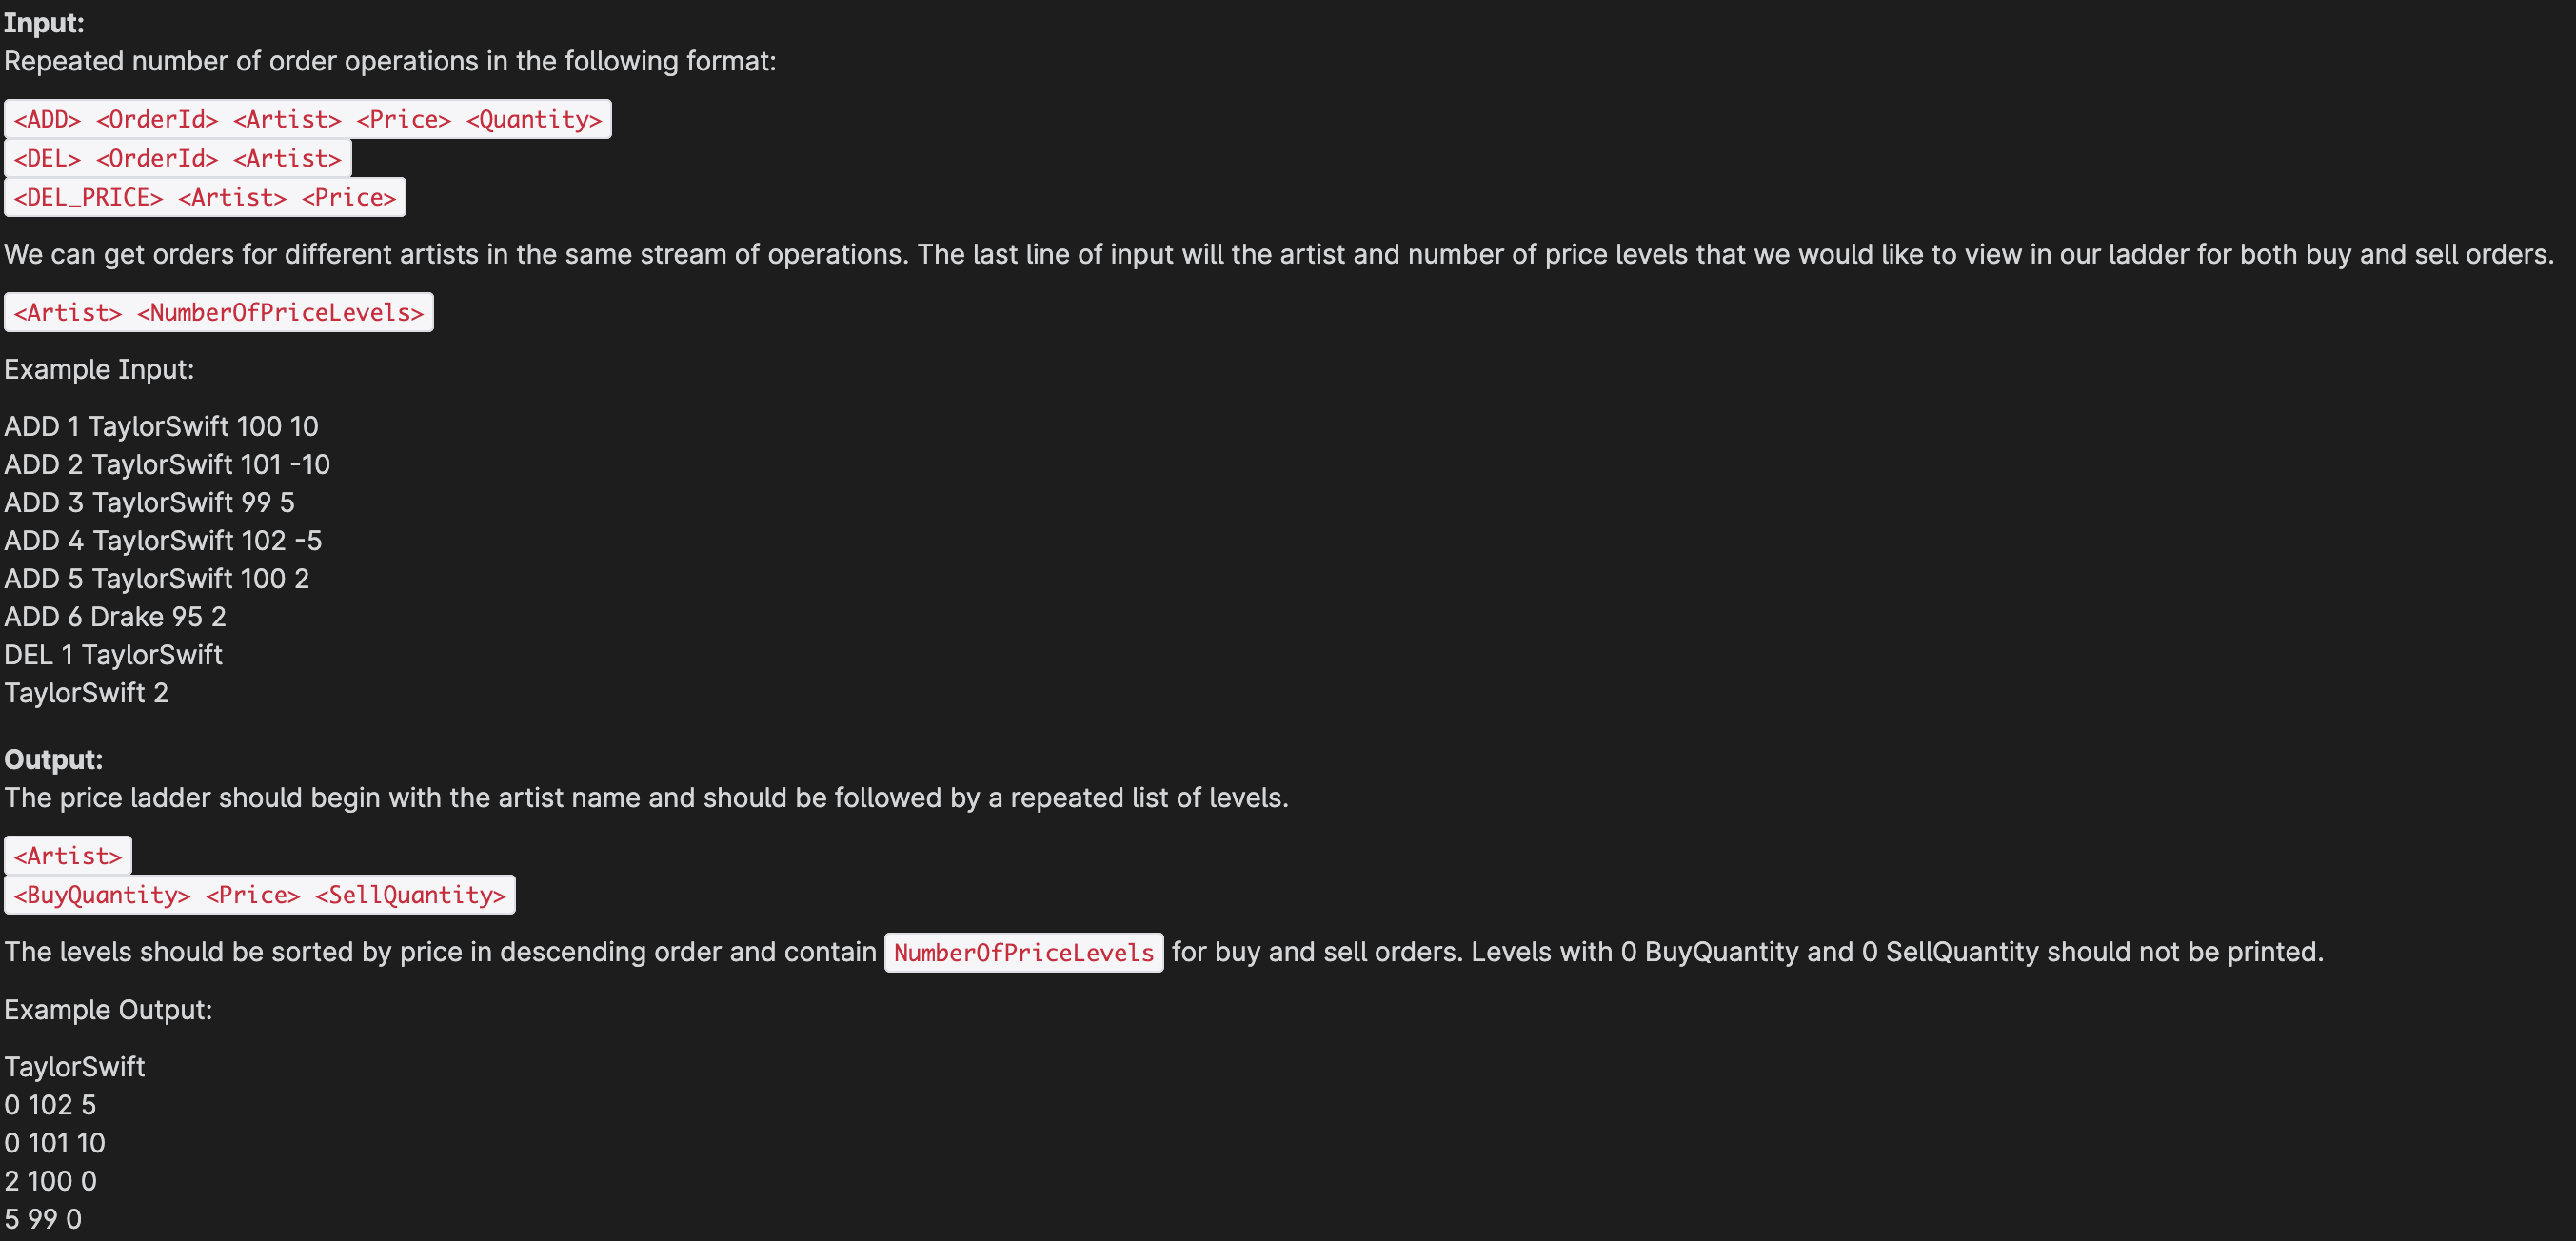 Input:
Repeated number of order operations in the following format:
<ADD> <OrderId> <Artist> <Price> <Quantity>
<DEL> <OrderId> <Artist>
<DEL_PRICE> <Artist> <Price>
We can get orders for different artists in the same stream of operations. The last line of input will the artist and number of price levels that we would like to view in our ladder for both buy and sell orders.
<Artist> <NumberOfPriceLevels>
Example Input:
ADD 1 TaylorSwift 100 10
ADD 2 TaylorSwift 101 -10
ADD 3 TaylorSwift 99 5
ADD 4 TaylorSwift 102 -5
ADD 5 TaylorSwift 100 2
ADD 6 Drake 95 2
DEL 1 TaylorSwift
TaylorSwift 2
Output:
The price ladder should begin with the artist name and should be followed by a repeated list of levels.
<Artist>
<BuyQuantity> <Price> <SellQuantity>
The levels should be sorted by price in descending order and contain NumberOfPriceLevels for buy and sell orders. Levels with 0 BuyQuantity and 0 SellQuantity should not be printed.
Example Output:
TaylorSwift
0 102 5
0 101 10
2 100 0
5 99 0